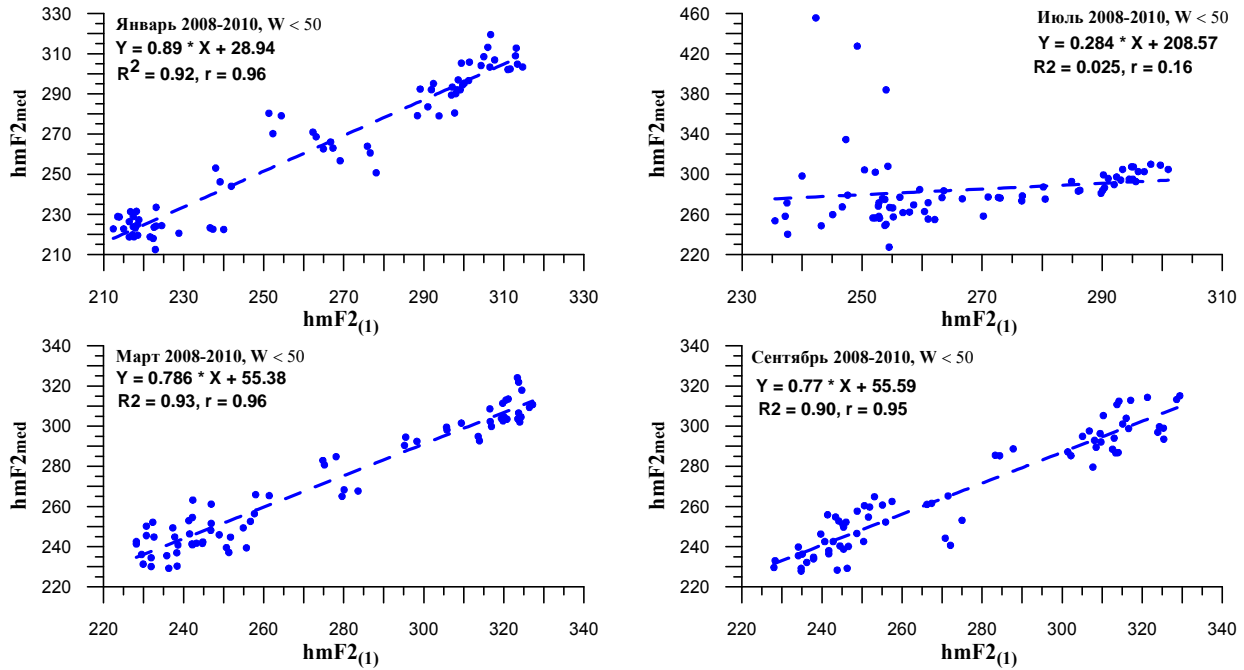 Январь 2008-2010, W < 50
Y = 0.89 * X + 28.94
R2 = 0.92, r = 0.96
330
310
290
270
250
230
210
hmF2med
210 230 250 270 290 310 330
hmF2(1)
Июль 2008-2010, W < 50
Y = 0.284 * X + 208.57
R2 = 0.025, r = 0.16
460
420
380
340
300
260
220
hmF2med
230 250 270 290 310
hmF2(1)
Март 2008-2010, W < 50
Y = 0.786 * X + 55.38
R2 = 0.93, r = 0.96
340
320
300
280
260
240
220
hmF2med
220 240 260 280 300 320 340
hmF2(1)
Сентябрь 2008-2010, W < 50
Y = 0.77 * X + 55.59
R2 = 0.90, r = 0.95
340
320
300
280
260
240
220
hmF2med
220 240 260 280 300 320 340
hmF2(1)